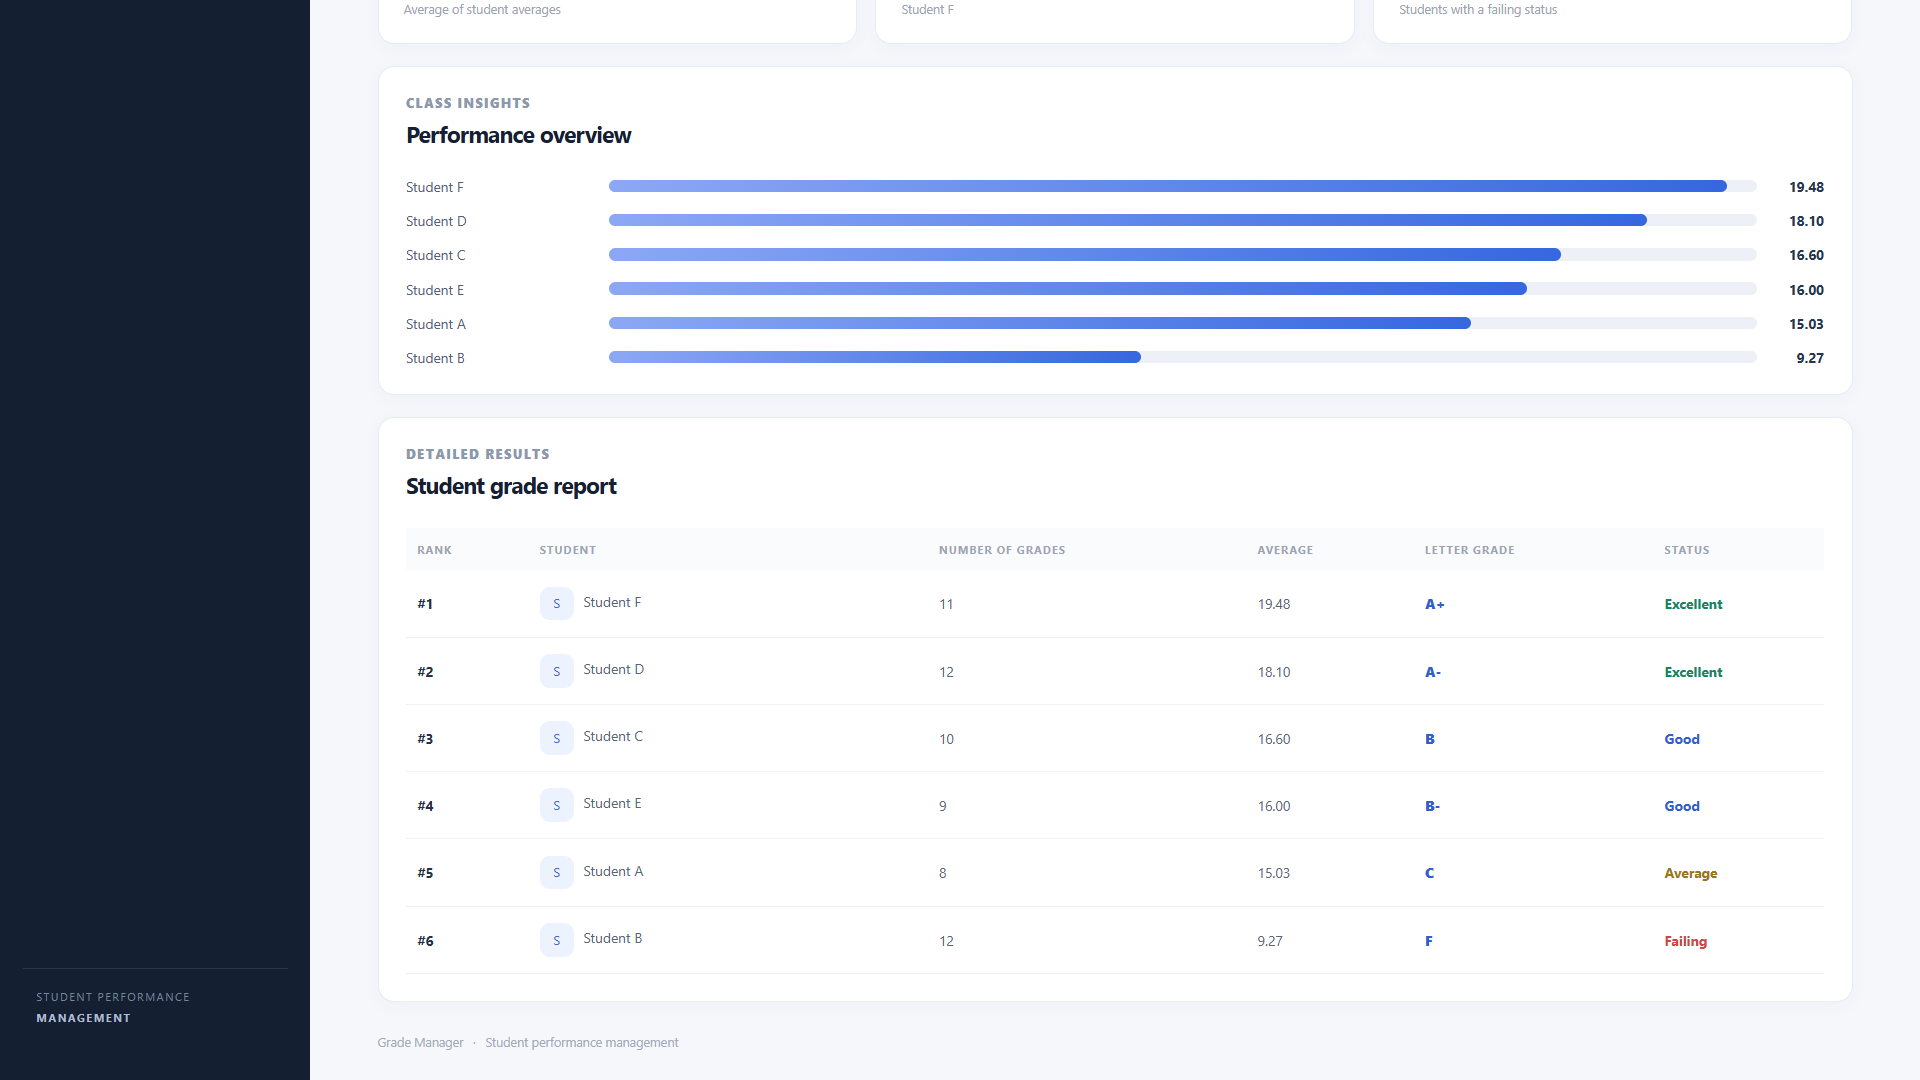 Average of student averages
Student F
Students with a failing status
CLASS INSIGHTS
Performance overview
Student F 19.48
Student D 18.10
Student C 16.60
Student E 16.00
Student A 15.03
Student B 9.27
DETAILED RESULTS
Student grade report
RANK STUDENT NUMBER OF GRADES AVERAGE LETTER GRADE STATUS
#1 S Student F 11 19.48 A+ Excellent
#2 S Student D 12 18.10 A- Excellent
#3 S Student C 10 16.60 B Good
#4 S Student E 9 16.00 B- Good
#5 S Student A 8 15.03 C Average
#6 S Student B 12 9.27 F Failing
STUDENT PERFORMANCE
MANAGEMENT
Grade Manager · Student performance management